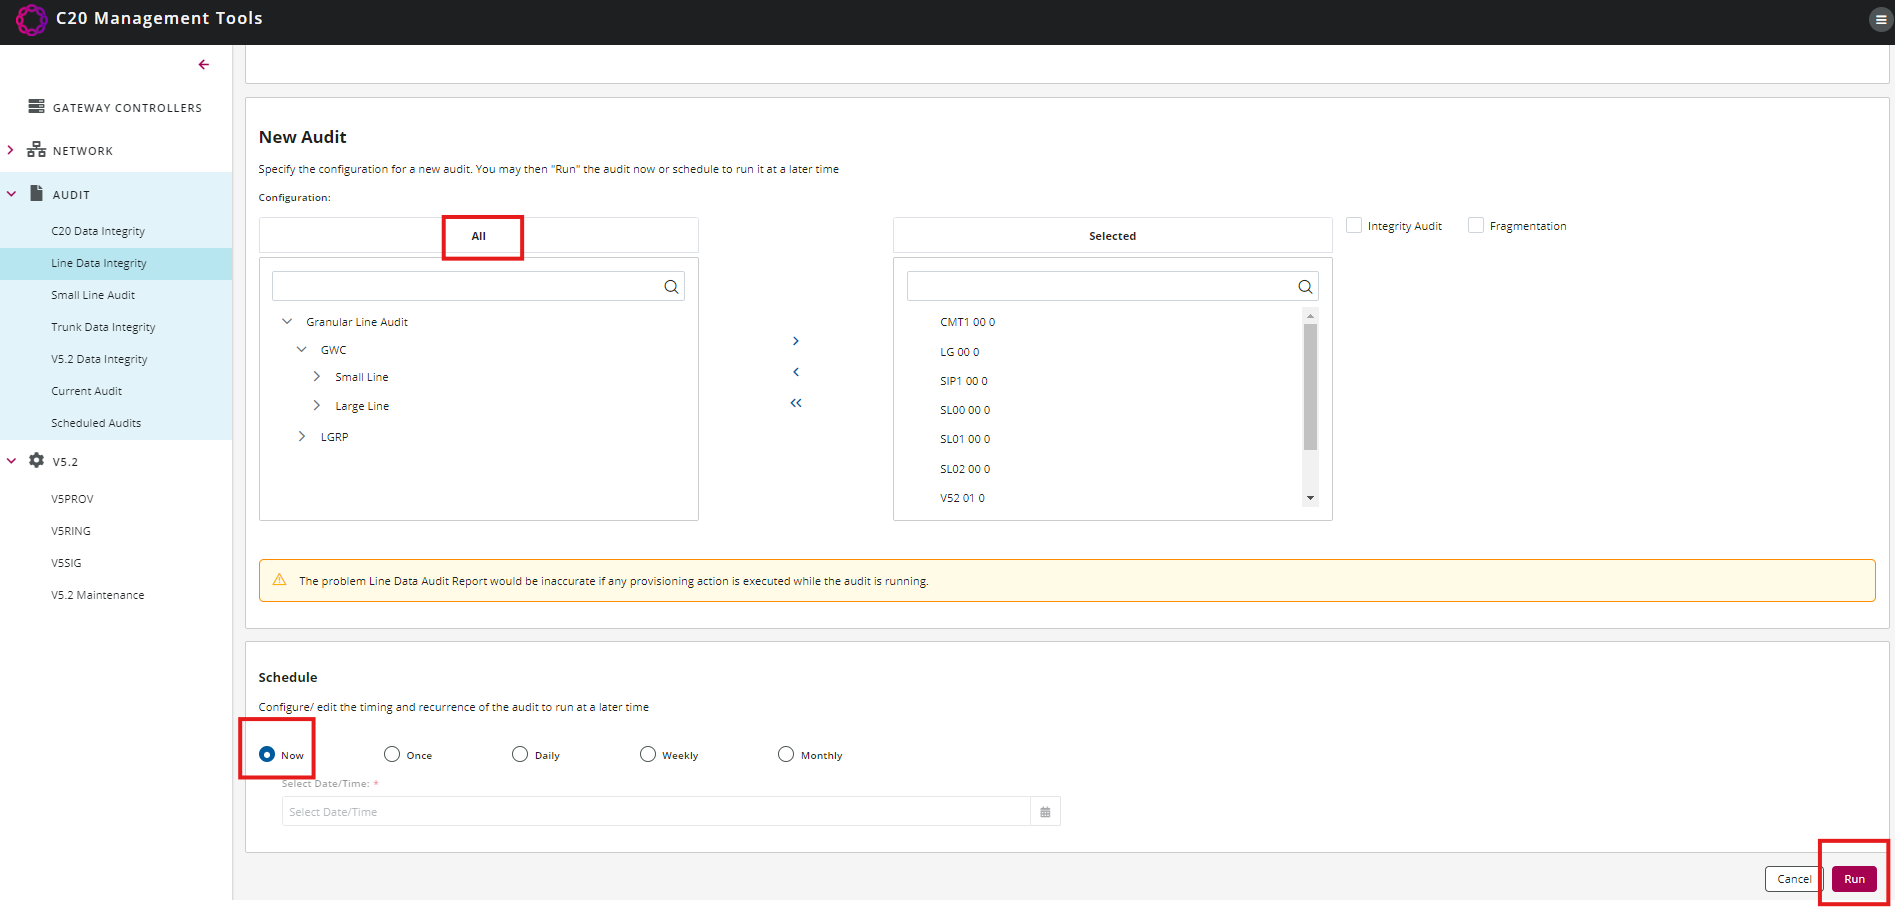 C20 Management Tools
GATEWAY CONTROLLERS
NETWORK
AUDIT
C20 Data Integrity
Line Data Integrity
Small Line Audit
Trunk Data Integrity
V5.2 Data Integrity
Current Audit
Scheduled Audits
V5.2
V5PROV
V5RING
V5SIG
V5.2 Maintenance
New Audit
Specify the configuration for a new audit. You may then "Run" the audit now or schedule to run it at a later time
Configuration:
All
Granular Line Audit
GWC
Small Line
Large Line
LGRP
Selected
CMT1 00 0
LG 00 0
SIP1 00 0
SL00 00 0
SL01 00 0
SL02 00 0
V52 01 0
Integrity Audit
Fragmentation
The problem Line Data Audit Report would be inaccurate if any provisioning action is executed while the audit is running.
Schedule
Configure/ edit the timing and recurrence of the audit to run at a later time
Now
Once
Daily
Weekly
Monthly
Select Date/Time: *
Select Date/Time
Cancel
Run